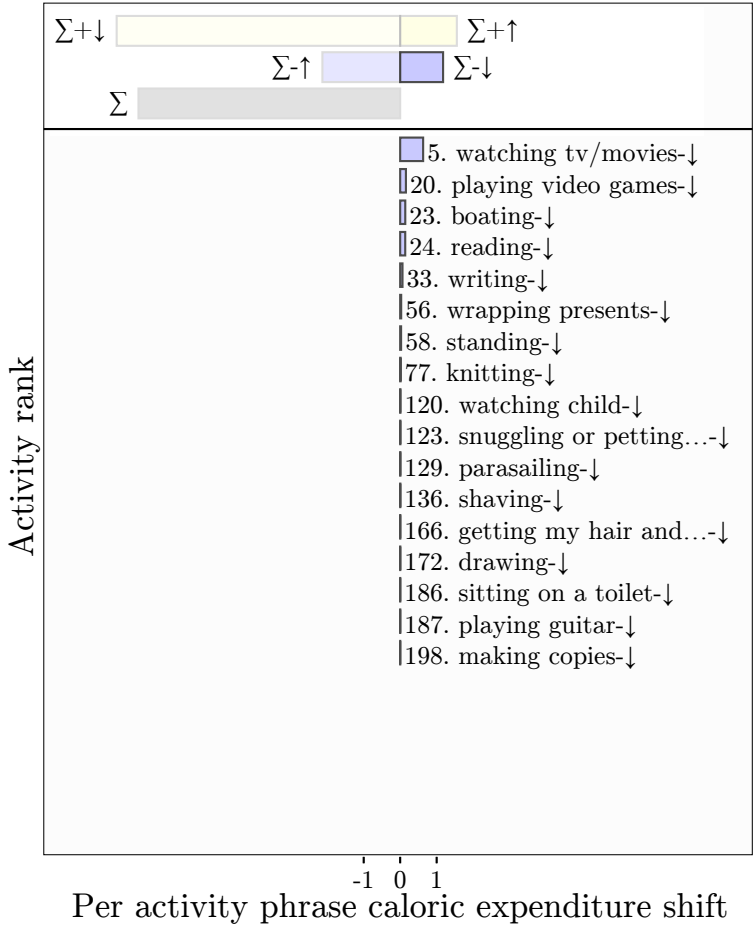 ∑+↓ ∑+↑
∑-↑ ∑-↓
∑
5. watching tv/movies-↓
20. playing video games-↓
23. boating-↓
24. reading-↓
33. writing-↓
56. wrapping presents-↓
58. standing-↓
77. knitting-↓
120. watching child-↓
123. snuggling or petting…-↓
129. parasailing-↓
136. shaving-↓
166. getting my hair and…-↓
172. drawing-↓
186. sitting on a toilet-↓
187. playing guitar-↓
198. making copies-↓
Activity rank
-1 0 1
Per activity phrase caloric expenditure shift